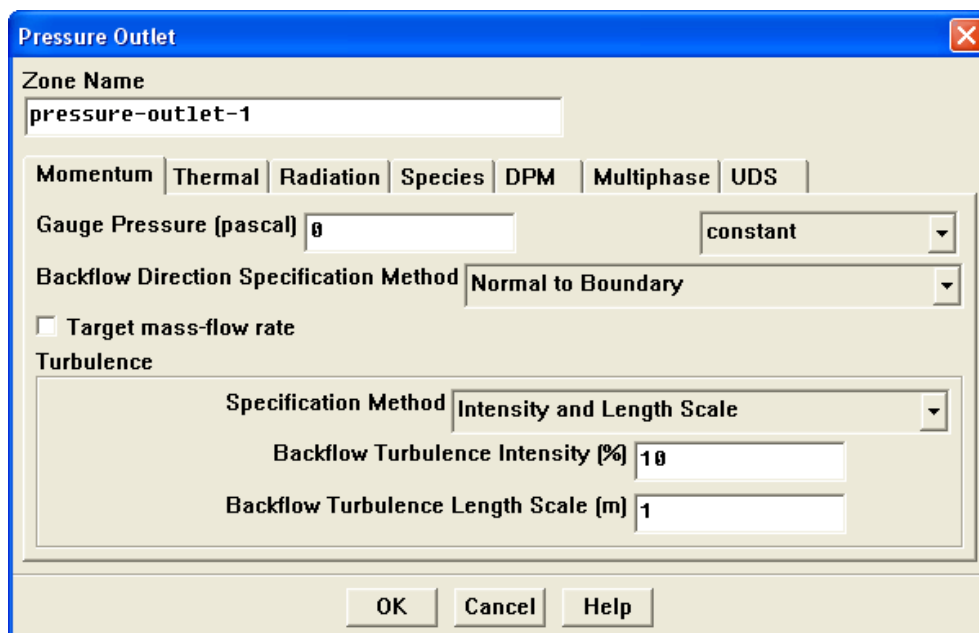 Pressure Outlet
Zone Name
pressure-outlet-1
Momentum Thermal Radiation Species DPM Multiphase UDS
Gauge Pressure (pascal) 0 constant
Backflow Direction Specification Method Normal to Boundary
Target mass-flow rate
Turbulence
Specification Method Intensity and Length Scale
Backflow Turbulence Intensity (%) 10
Backflow Turbulence Length Scale (m) 1
OK Cancel Help